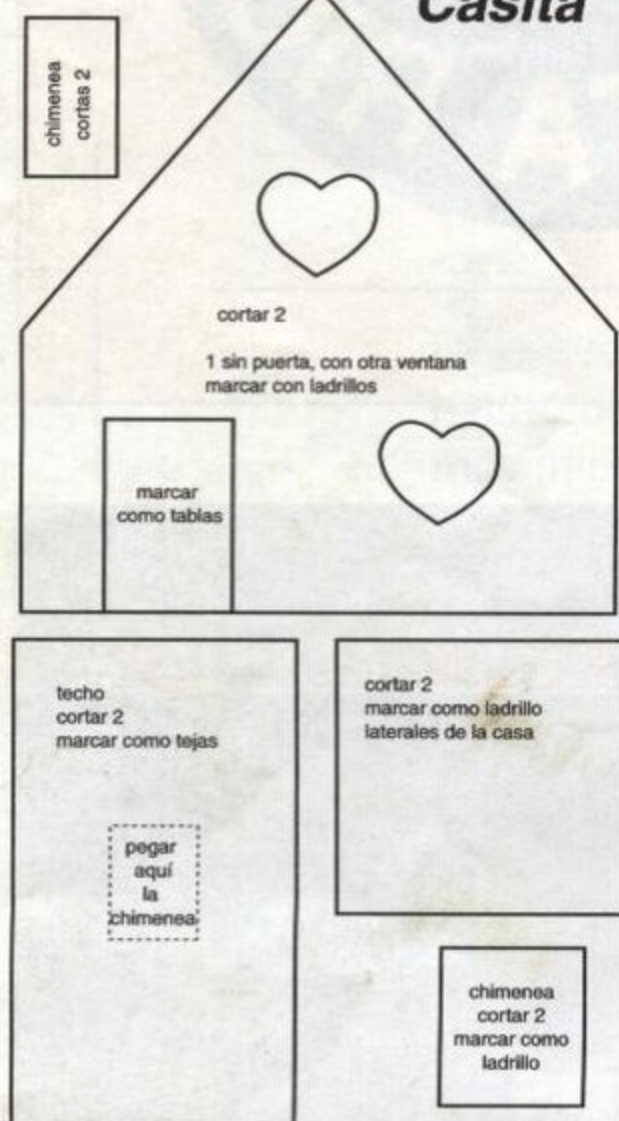 Casita
chimenea
cortas 2
cortar 2
1 sin puerta, con otra ventana
marcar con ladrillos
marcar
como tablas
techo
cortar 2
marcar como tejas
pegar
aquí
la
chimenea
cortar 2
marcar como ladrillo
laterales de la casa
chimenea
cortar 2
marcar como
ladrillo